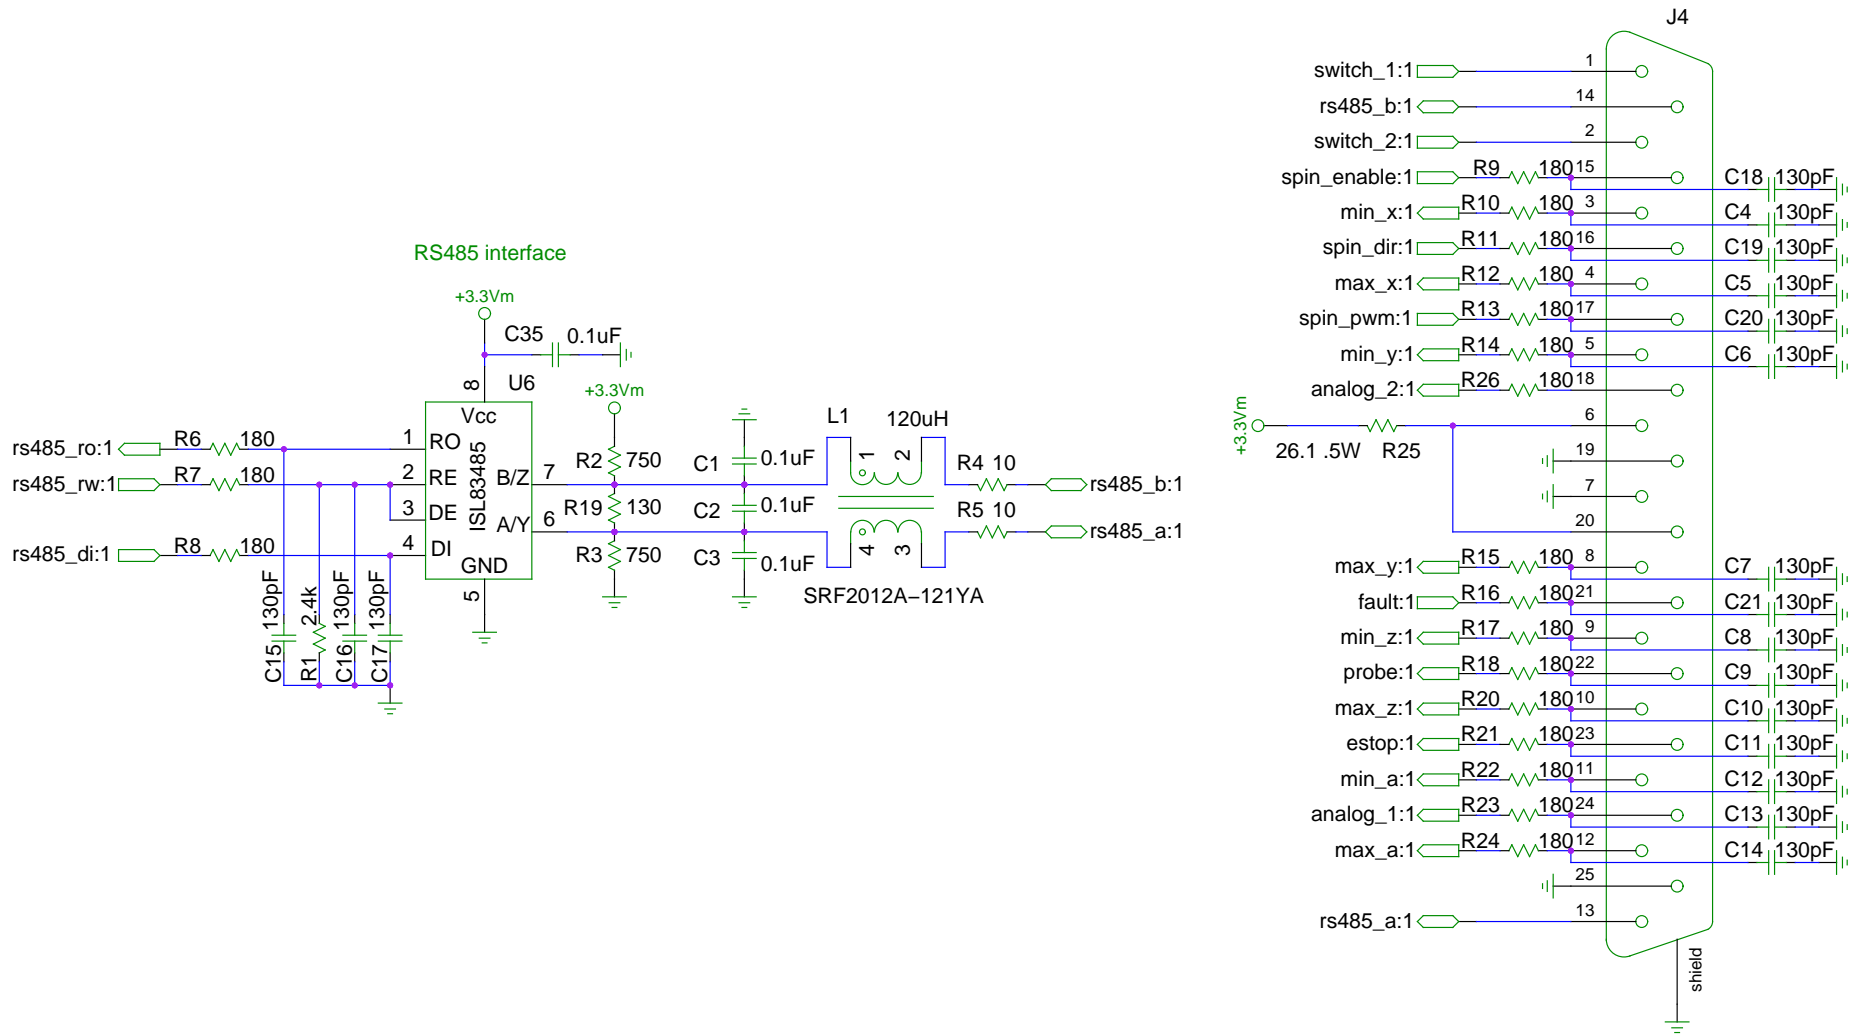 RS485 interface
+3.3Vm
C35 0.1uF
8
U6
Vcc
ISL83485
rs485_ro:1 R6 180 1 RO
rs485_rw:1 R7 180 2 RE
3 DE
rs485_di:1 R8 180 4 DI
GND
5
B/Z 7
A/Y 6
C15 130pF
R1 2.4k
C16 130pF
C17 130pF
+3.3Vm
R2 750
R19 130
R3 750
C1 0.1uF
C2 0.1uF
C3 0.1uF
L1 120uH
1 2
4 3
SRF2012A−121YA
R4 10 rs485_b:1
R5 10 rs485_a:1
J4
switch_1:1 1
rs485_b:1 14
switch_2:1 2
spin_enable:1 R9 180 15 C18 130pF
min_x:1 R10 180 3 C4 130pF
spin_dir:1 R11 180 16 C19 130pF
max_x:1 R12 180 4 C5 130pF
spin_pwm:1 R13 180 17 C20 130pF
min_y:1 R14 180 5 C6 130pF
analog_2:1 R26 180 18
+3.3Vm 26.1 .5W R25 6
19
7
20
max_y:1 R15 180 8 C7 130pF
fault:1 R16 180 21 C21 130pF
min_z:1 R17 180 9 C8 130pF
probe:1 R18 180 22 C9 130pF
max_z:1 R20 180 10 C10 130pF
estop:1 R21 180 23 C11 130pF
min_a:1 R22 180 11 C12 130pF
analog_1:1 R23 180 24 C13 130pF
max_a:1 R24 180 12 C14 130pF
25
rs485_a:1 13
shield